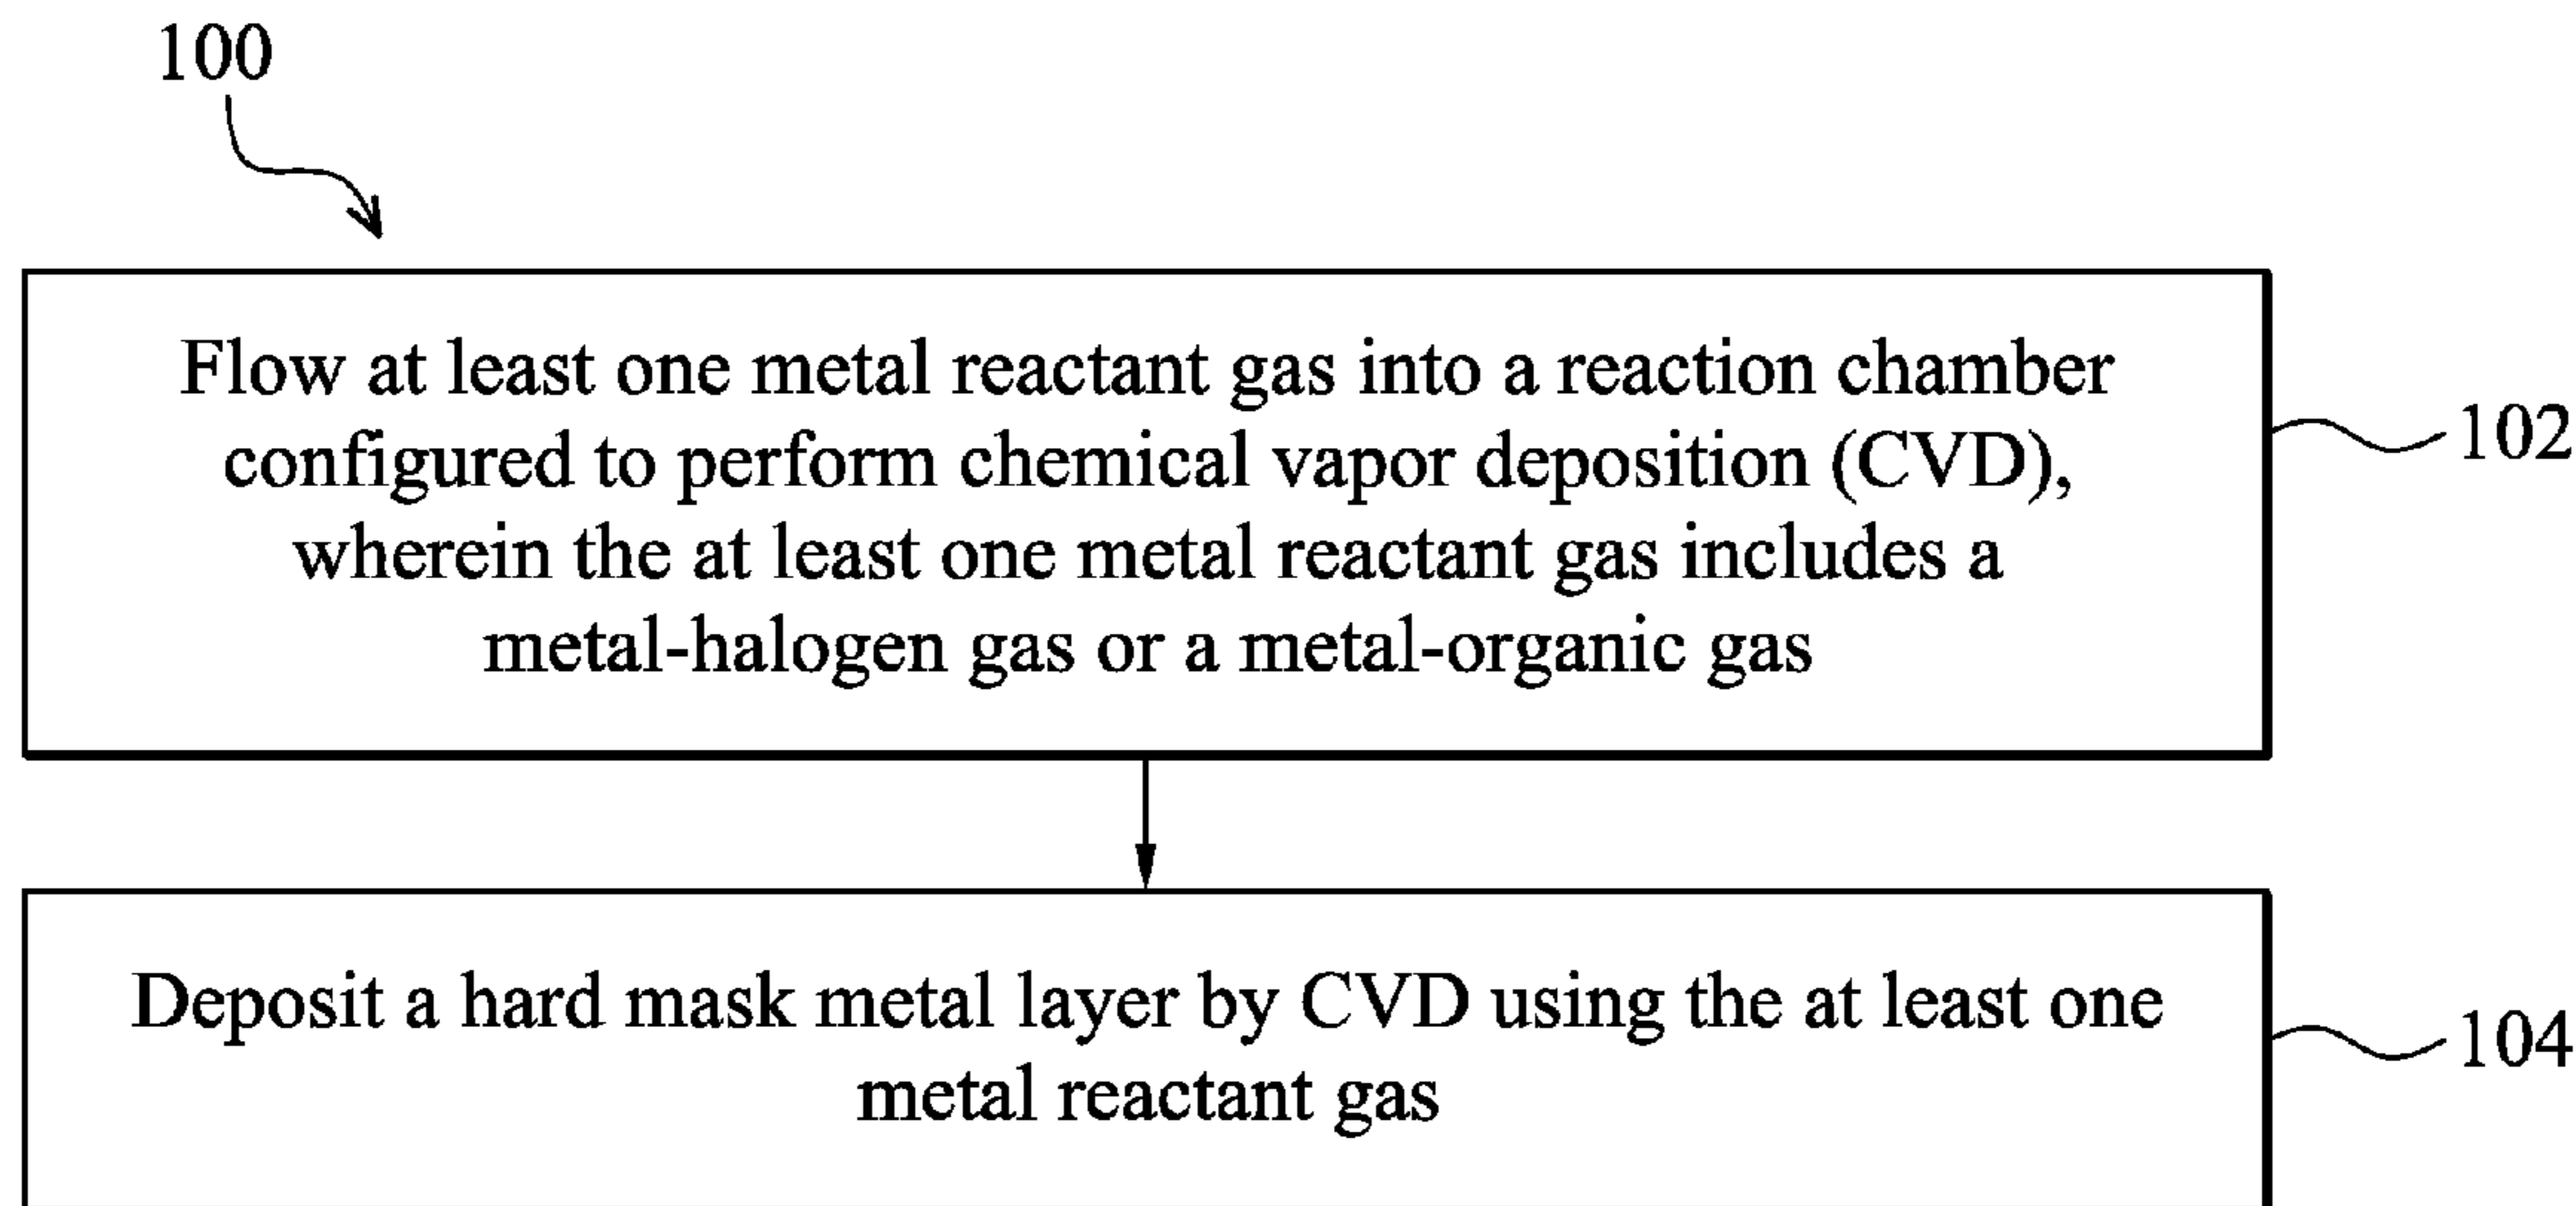 100
Flow at least one metal reactant gas into a reaction chamber
configured to perform chemical vapor deposition (CVD),
wherein the at least one metal reactant gas includes a
metal-halogen gas or a metal-organic gas
102
Deposit a hard mask metal layer by CVD using the at least one
metal reactant gas
104